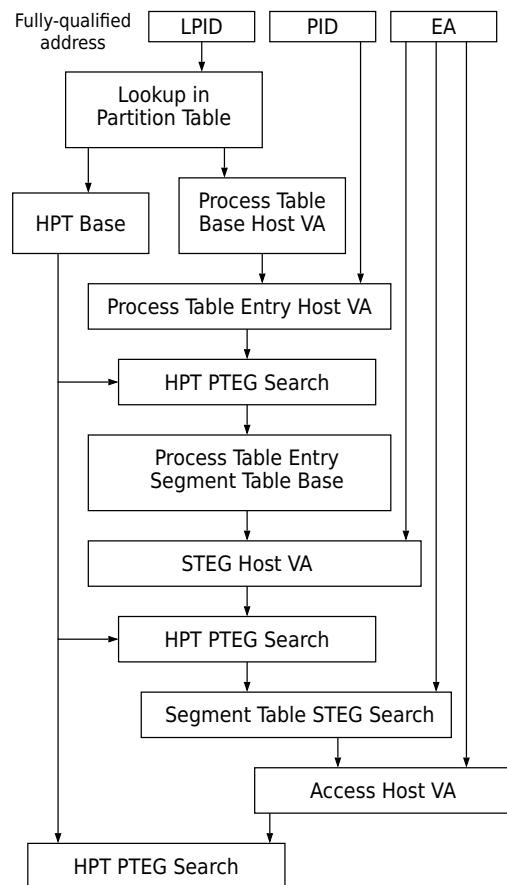 Fully-qualified
address
LPID
PID
EA
Lookup in
Partition Table
HPT Base
Process Table
Base Host VA
Process Table Entry Host VA
HPT PTEG Search
Process Table Entry
Segment Table Base
STEG Host VA
HPT PTEG Search
Segment Table STEG Search
Access Host VA
HPT PTEG Search